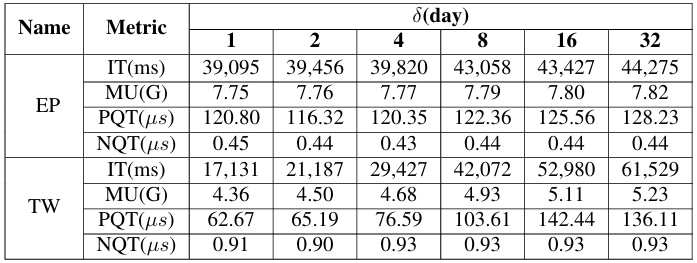 Name Metric δ(day)
1 2 4 8 16 32
EP IT(ms) 39,095 39,456 39,820 43,058 43,427 44,275
MU(G) 7.75 7.76 7.77 7.79 7.80 7.82
PQT(μs) 120.80 116.32 120.35 122.36 125.56 128.23
NQT(μs) 0.45 0.44 0.43 0.44 0.44 0.44
TW IT(ms) 17,131 21,187 29,427 42,072 52,980 61,529
MU(G) 4.36 4.50 4.68 4.93 5.11 5.23
PQT(μs) 62.67 65.19 76.59 103.61 142.44 136.11
NQT(μs) 0.91 0.90 0.93 0.93 0.93 0.93